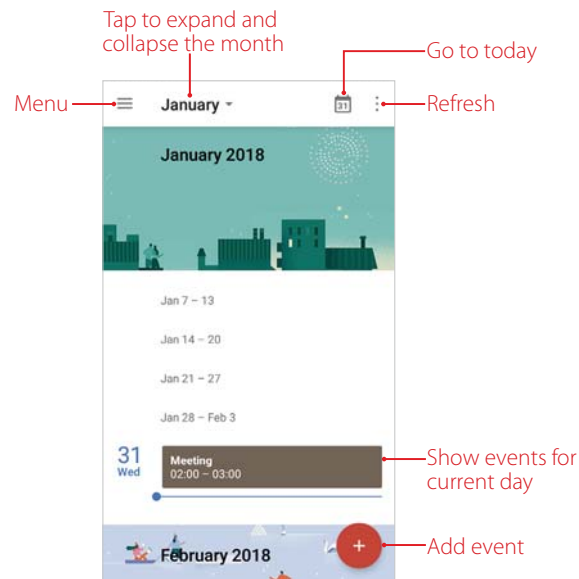 Tap to expand and
collapse the month
Go to today
Menu
January
31
Refresh
January 2018
Jan 7 – 13
Jan 14 – 20
Jan 21 – 27
Jan 28 – Feb 3
31
Wed
Meeting
02:00 – 03:00
Show events for
current day
February 2018
+
Add event